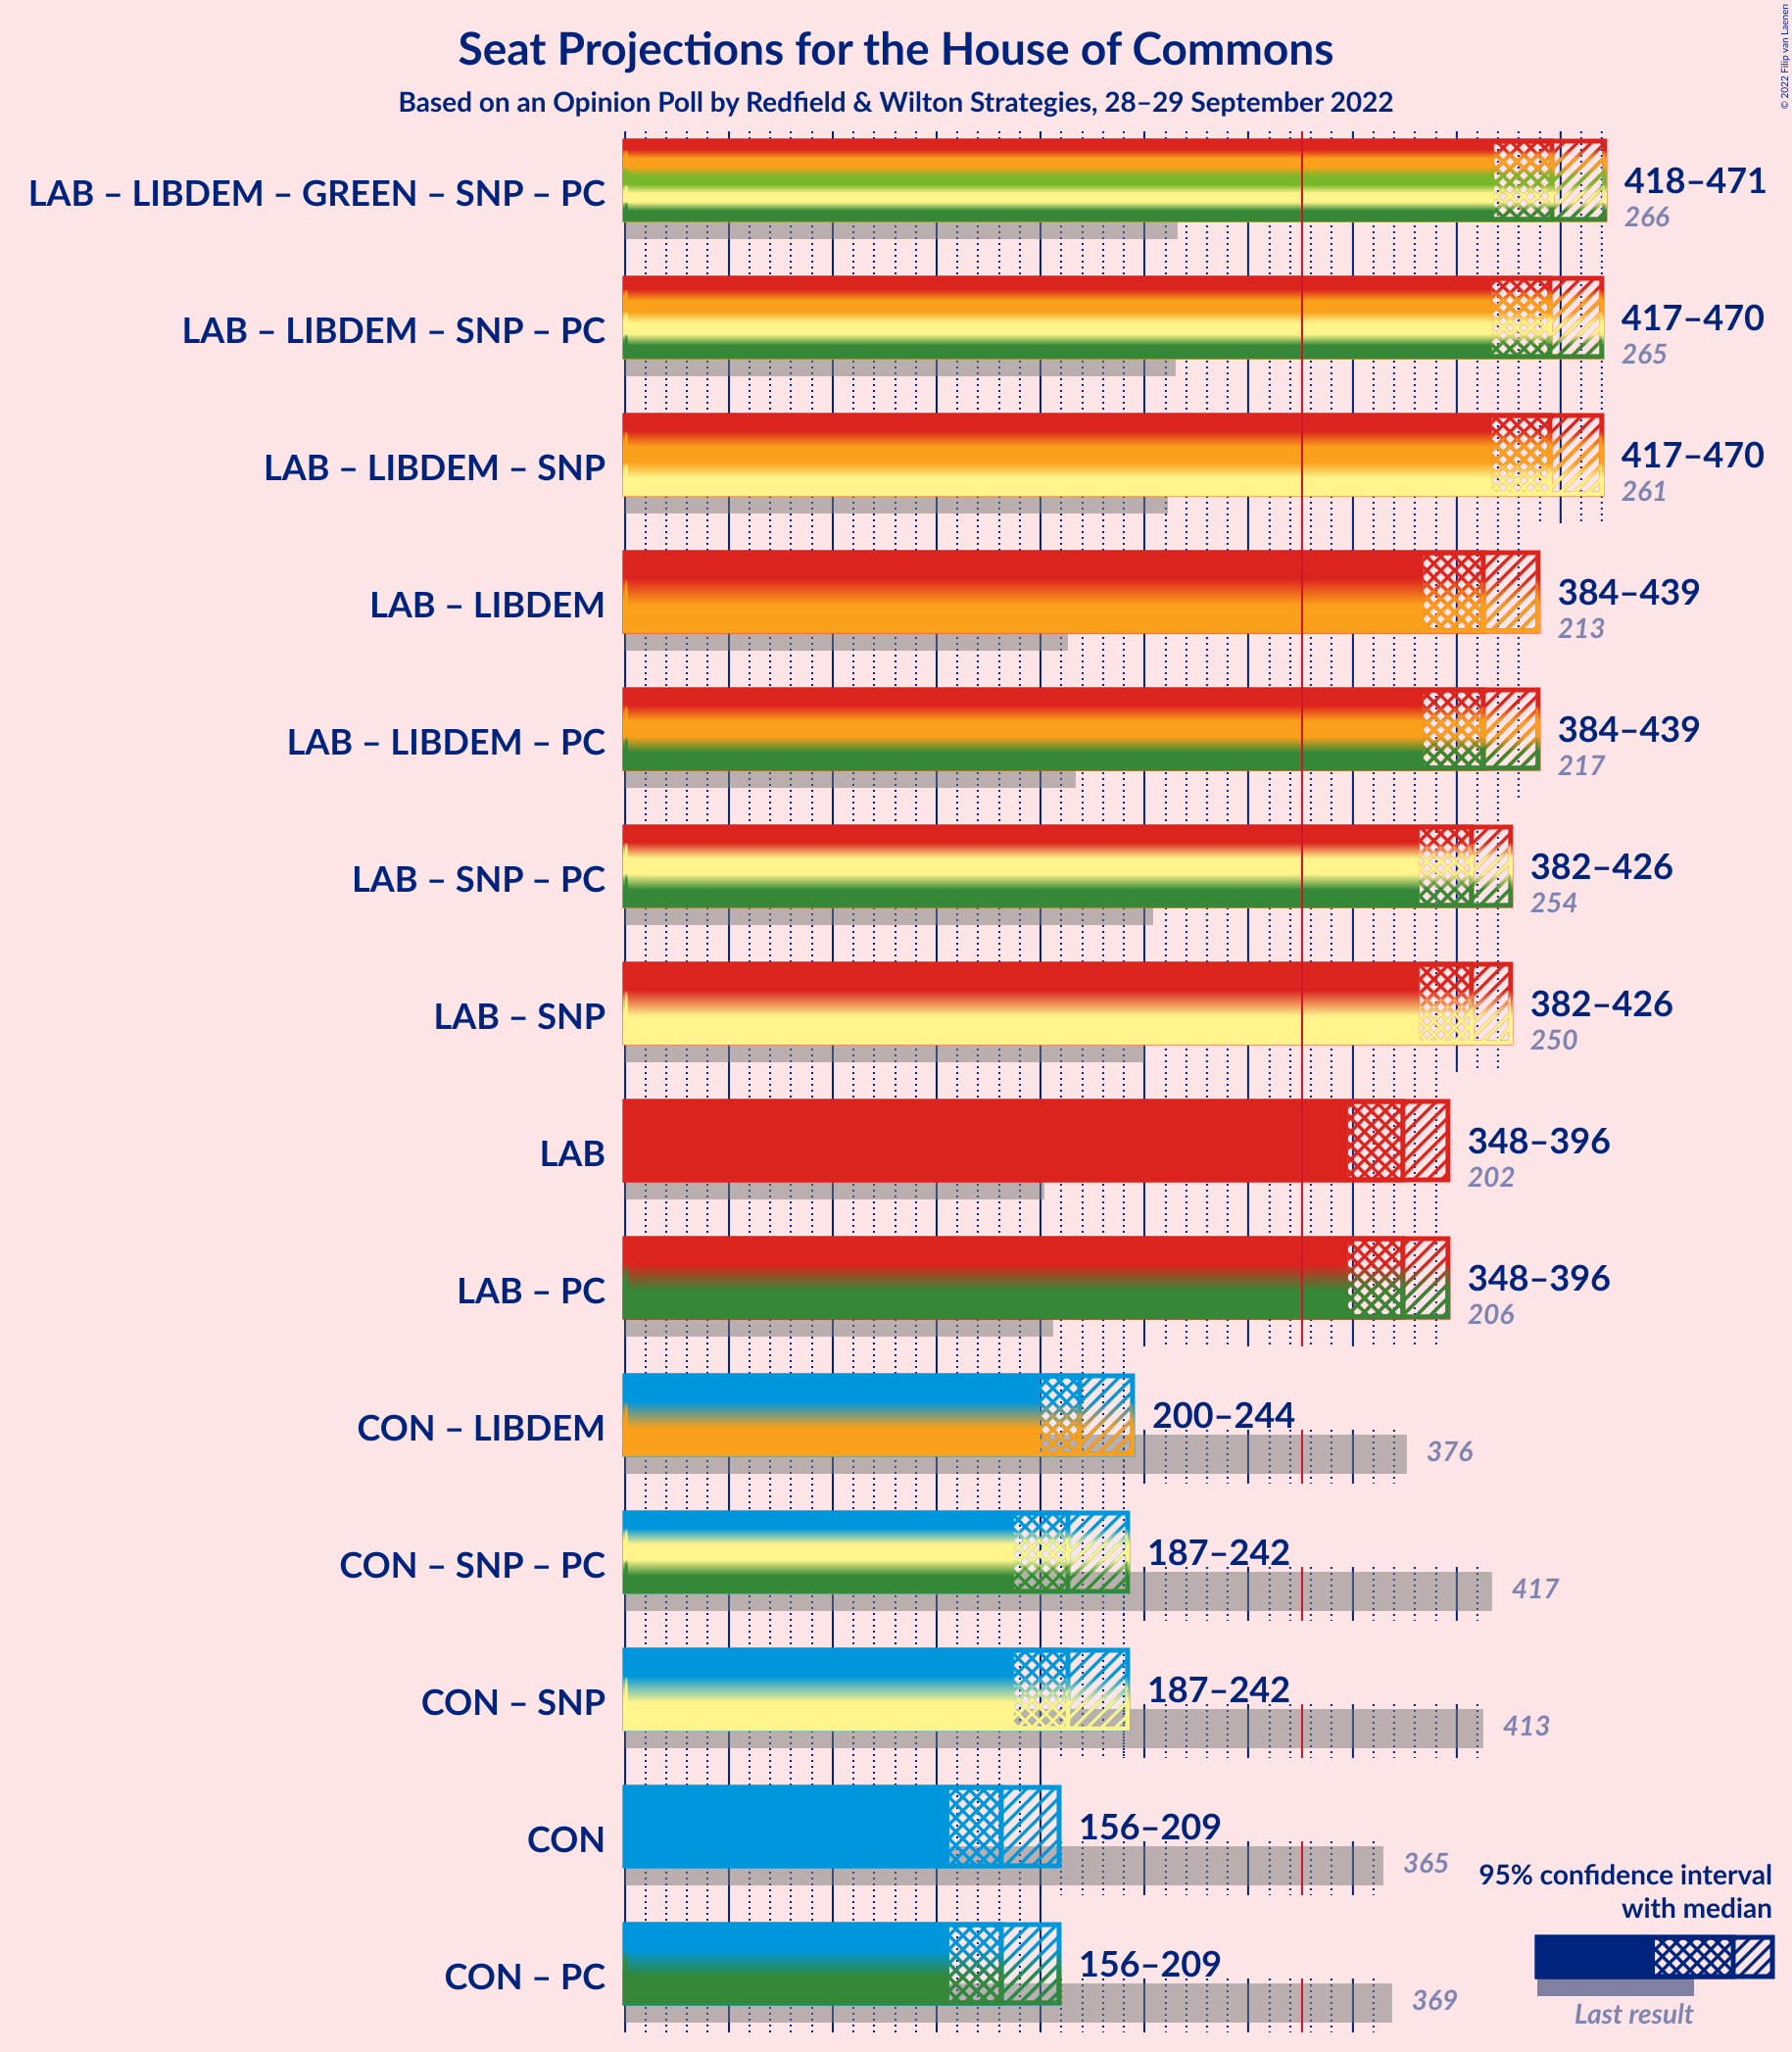 Seat Projections for the House of Commons
Based on an Opinion Poll by Redfield & Wilton Strategies, 28–29 September 2022
© 2022 Filip van Laenen
LAB – LIBDEM – GREEN – SNP – PC
418–471
266
LAB – LIBDEM – SNP – PC
417–470
265
LAB – LIBDEM – SNP
417–470
261
LAB – LIBDEM
384–439
213
LAB – LIBDEM – PC
384–439
217
LAB – SNP – PC
382–426
254
LAB – SNP
382–426
250
LAB
348–396
202
LAB – PC
348–396
206
CON – LIBDEM
200–244
376
CON – SNP – PC
187–242
417
CON – SNP
187–242
413
CON
156–209
365
CON – PC
156–209
369
95% confidence interval
with median
Last result